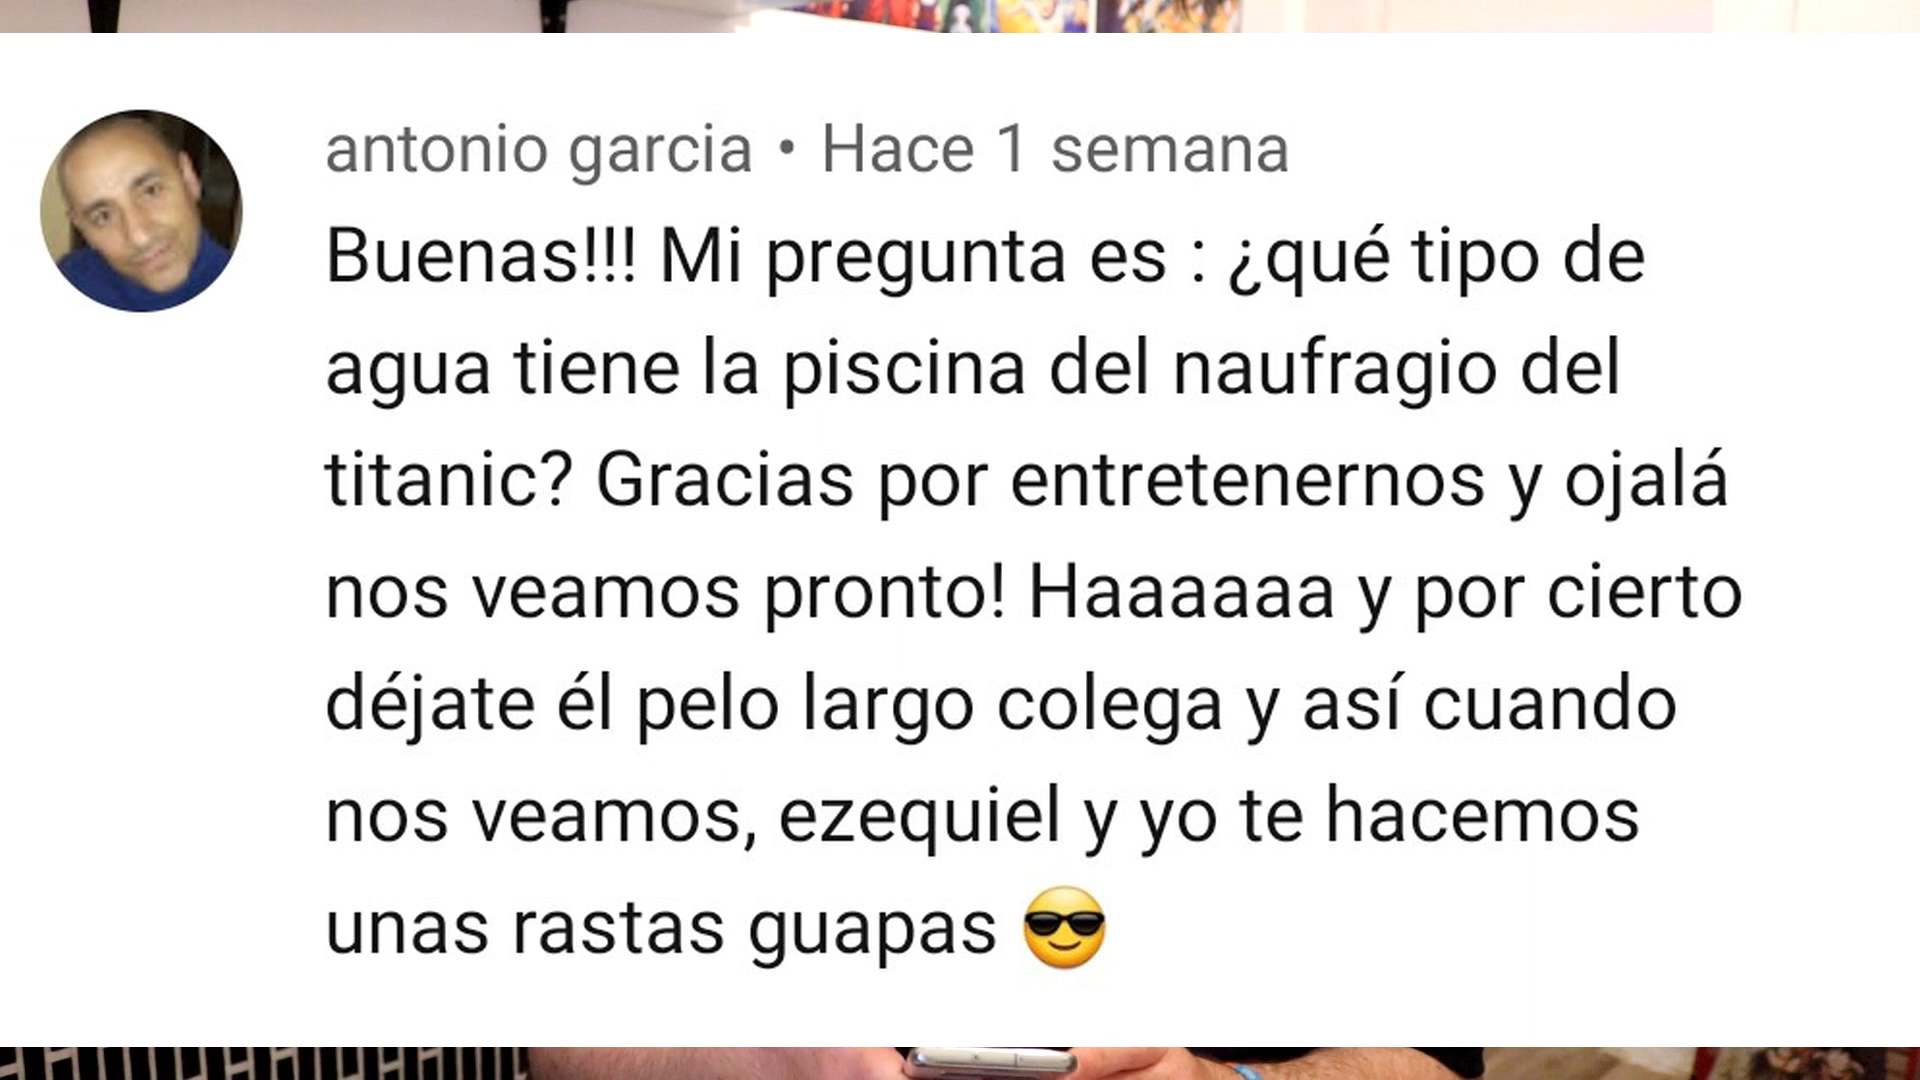 antonio garcia • Hace 1 semana
Buenas!!! Mi pregunta es : ¿qué tipo de
agua tiene la piscina del naufragio del
titanic? Gracias por entretenernos y ojalá
nos veamos pronto! Haaaaaa y por cierto
déjate él pelo largo colega y así cuando
nos veamos, ezequiel y yo te hacemos
unas rastas guapas 😎